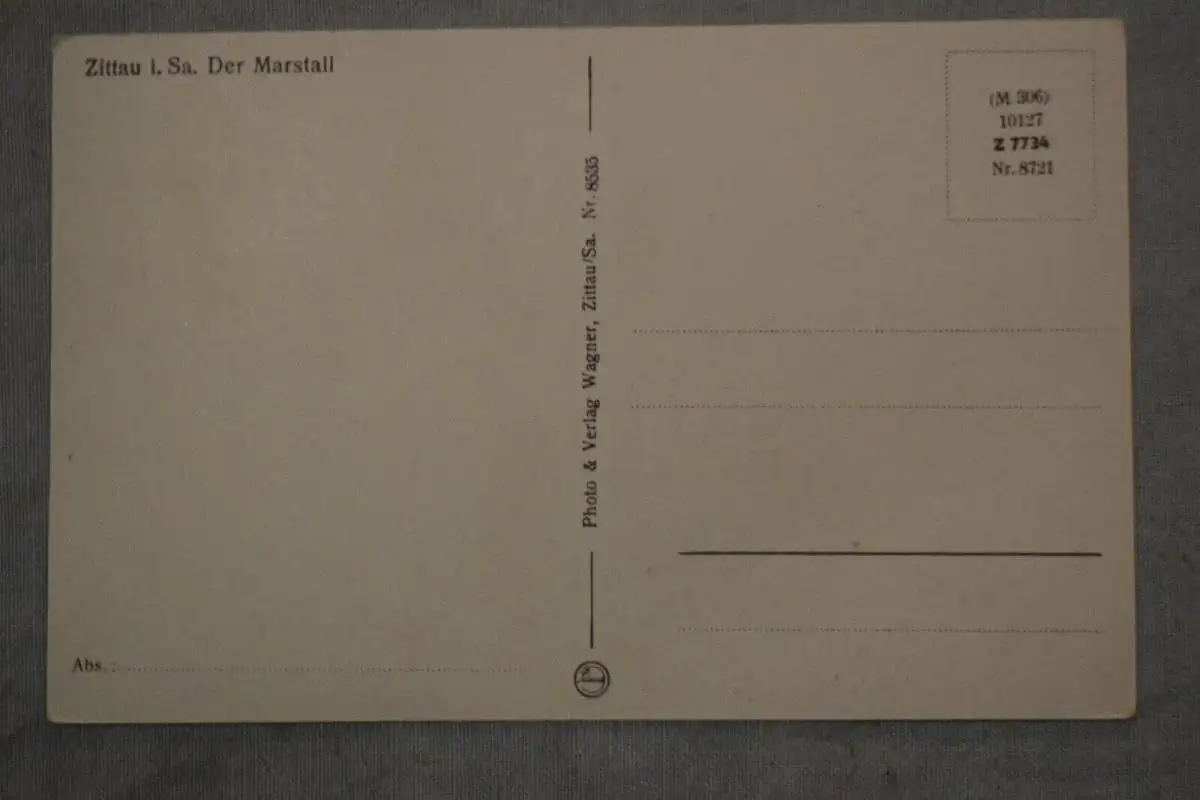 Zittau i. Sa. Der Marstall
Abs.:
Photo & Verlag Wagner, Zittau/Sa. Nr. 8535
(M 306)
10127
Z 7734
Nr. 8721